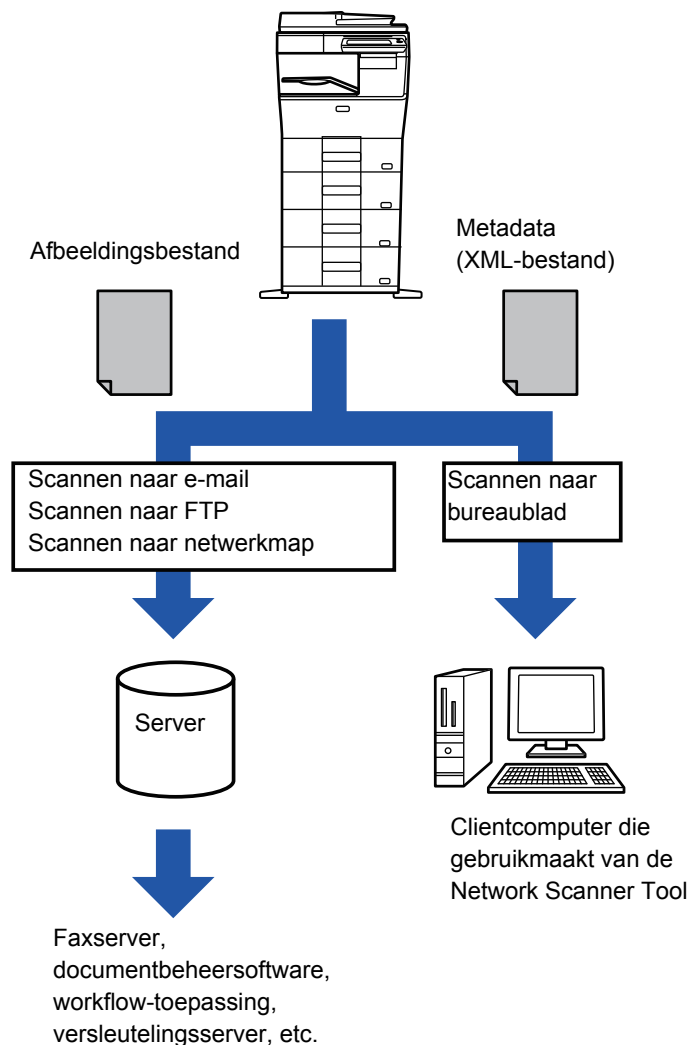 Afbeeldingsbestand
Metadata
(XML-bestand)
Scannen naar e-mail
Scannen naar FTP
Scannen naar netwerkmap
Scannen naar
bureaublad
Server
Clientcomputer die
gebruikmaakt van de
Network Scanner Tool
Faxserver,
documentbeheersoftware,
workflow-toepassing,
versleutelingsserver, etc.